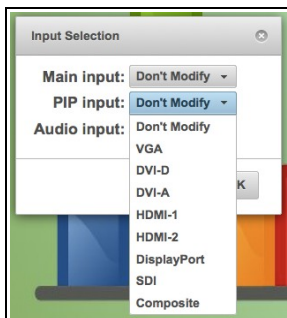 Input Selection
Main input: Don't Modify
PIP input: Don't Modify
Audio input: Don't Modify
VGA
DVI-D
DVI-A
HDMI-1
HDMI-2
DisplayPort
SDI
Composite
K